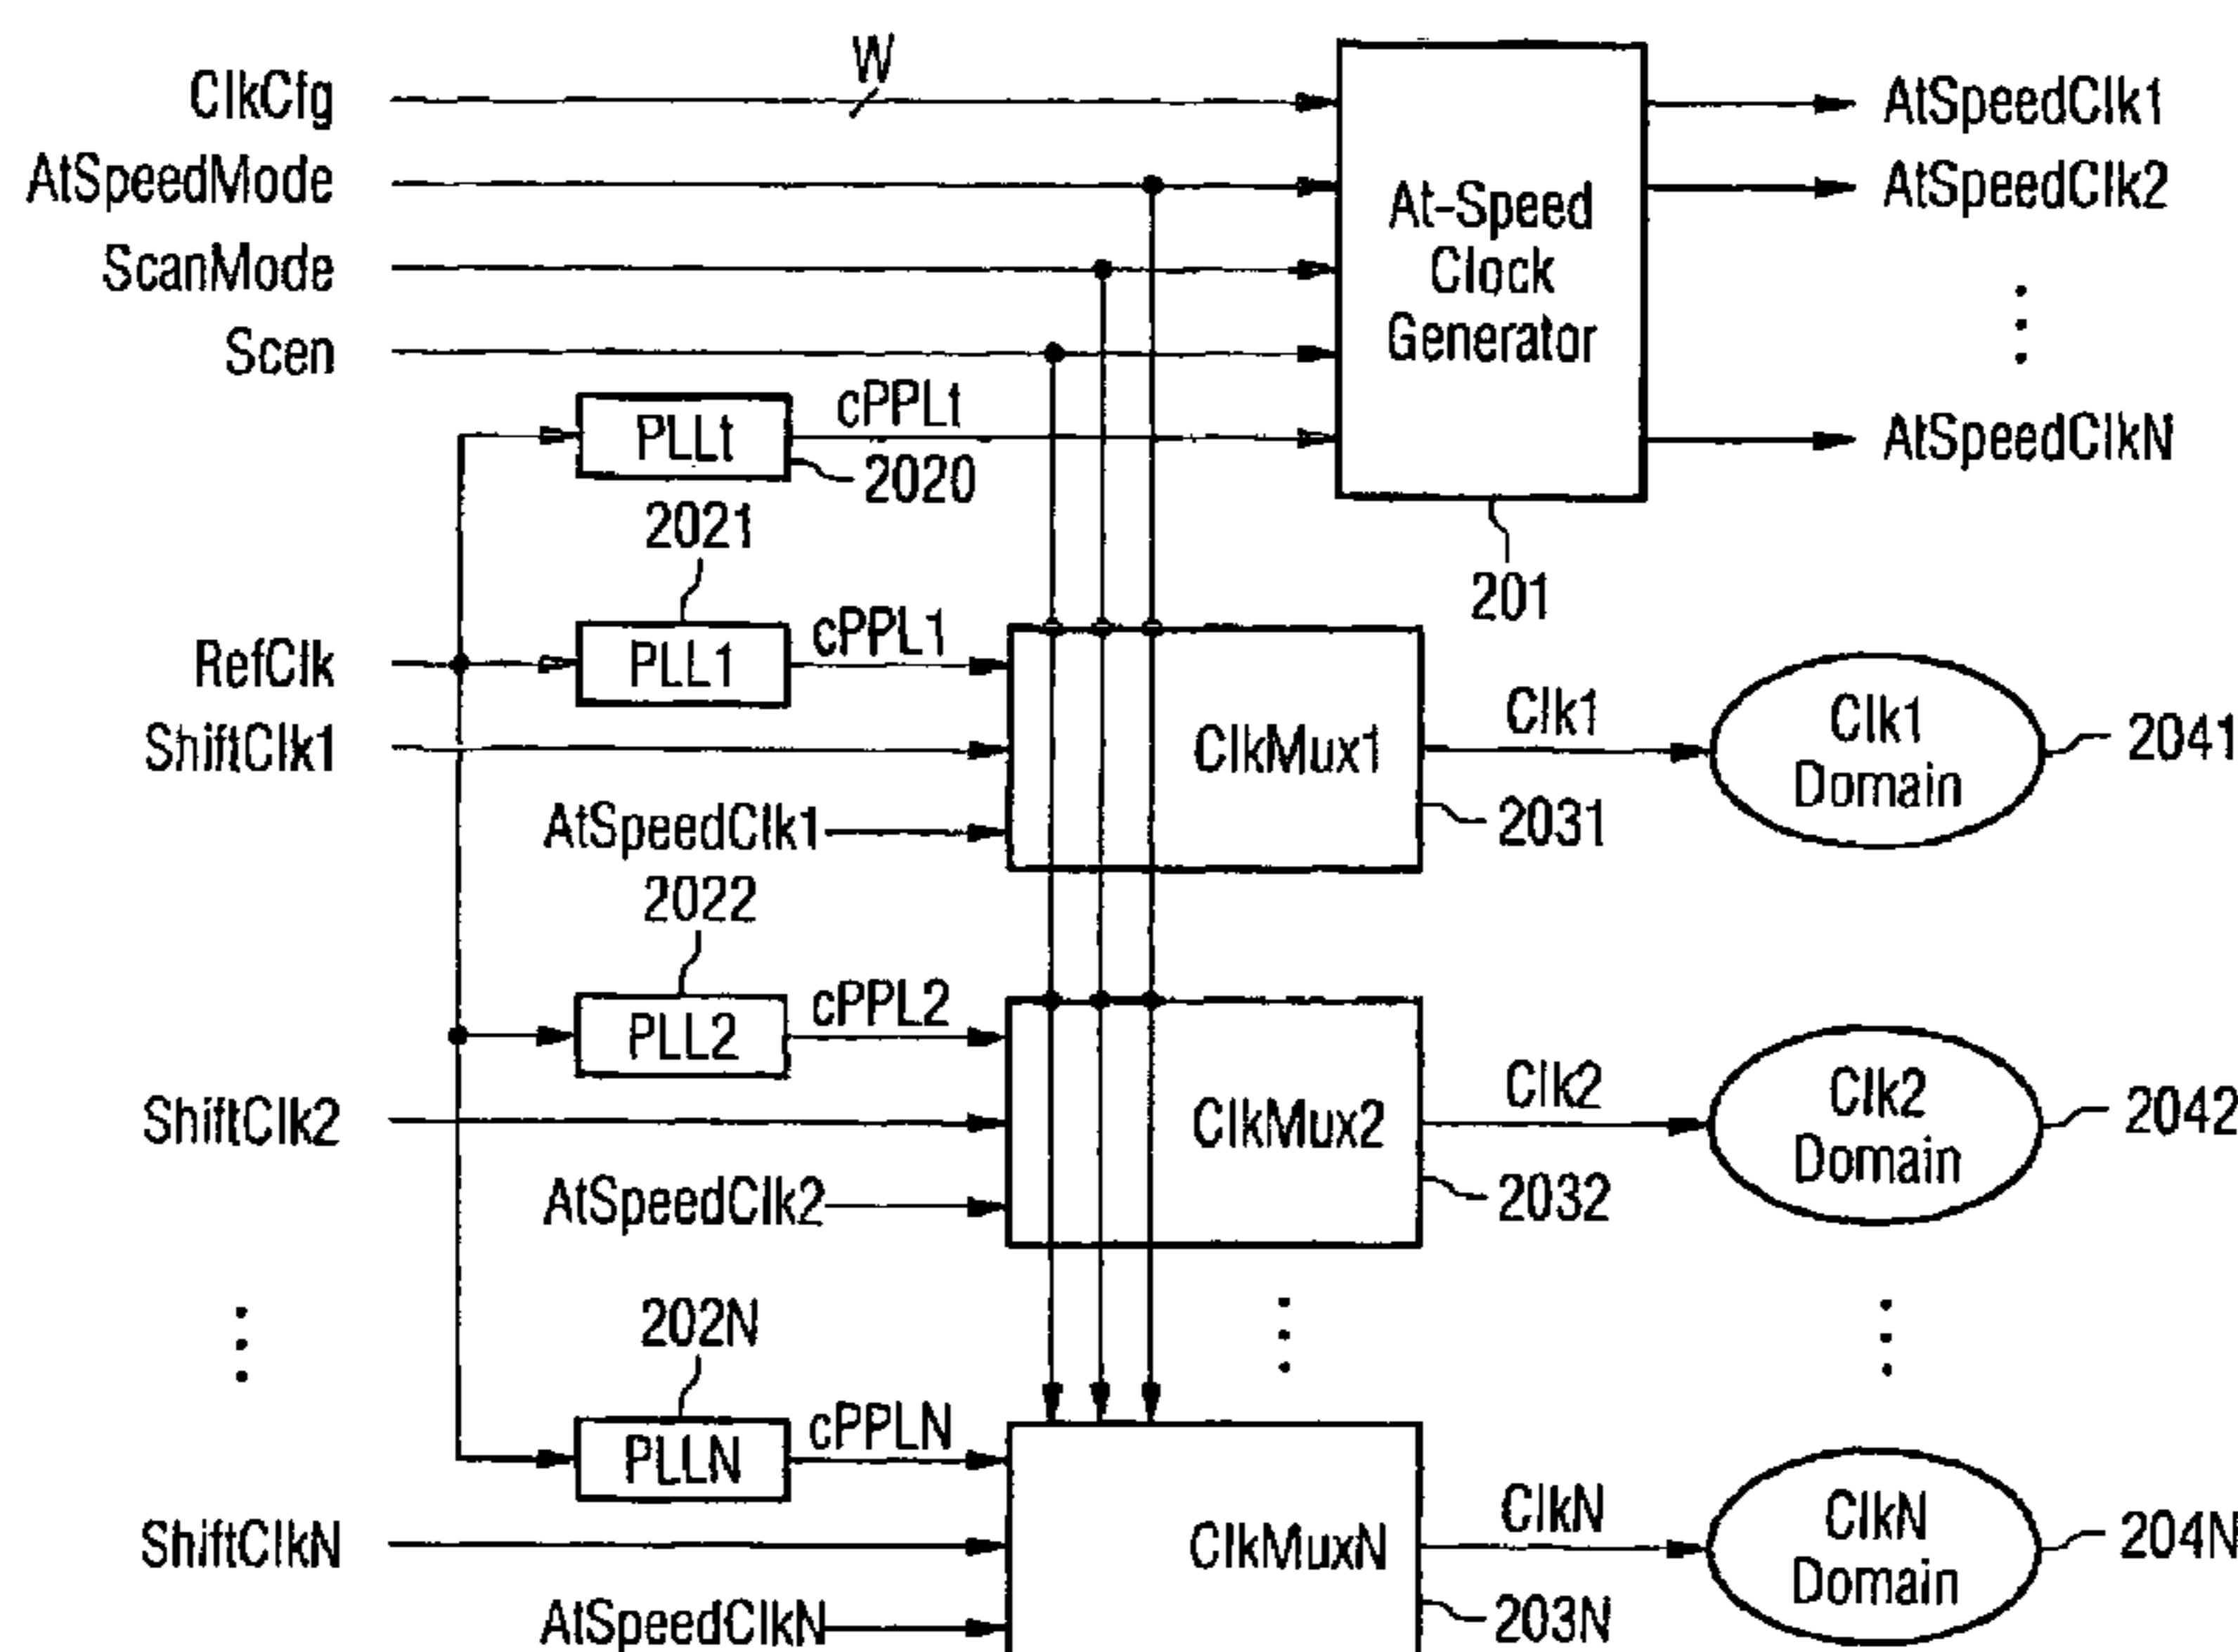 W
ClkCfg
AtSpeedClk1
AtSpeedMode
AtSpeedClk2
At-Speed
Clock
Generator
ScanMode
Scen
cPPLt
PLLt
2020
AtSpeedClkN
2021
201
cPPL1
RefClk
PLL1
Clk1
ShiftClk1
ClkMux1
Clk1
Domain
2041
AtSpeedClk1
2031
2022
cPPL2
PLL2
Clk2
ShiftClk2
ClkMux2
Clk2
Domain
2042
AtSpeedClk2
2032
202N
cPPLN
PLLN
ClkN
ShiftClkN
ClkMuxN
ClkN
Domain
204N
AtSpeedClkN
203N